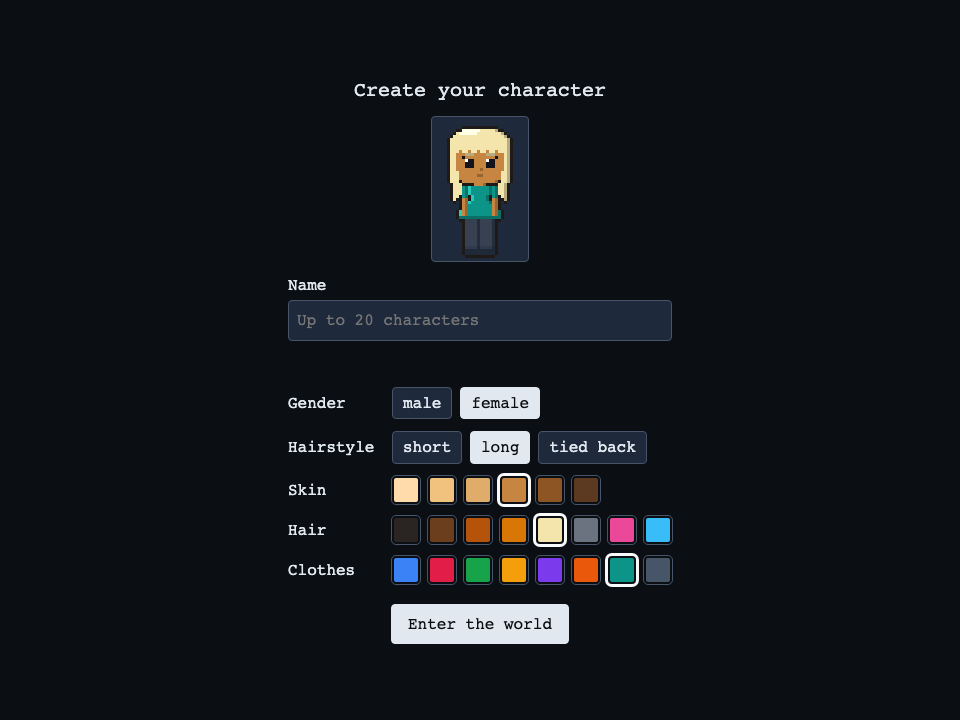 Create your character
Name
Up to 20 characters
Gender male female
Hairstyle short long tied back
Skin
Hair
Clothes
Enter the world